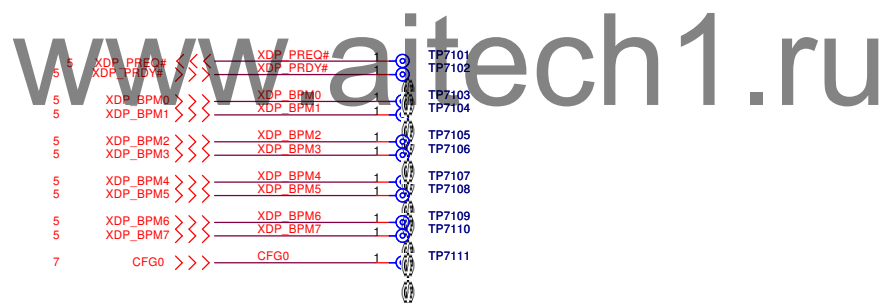 www.aitech1.ru
5 XDP_PREQ# XDP_PREQ# 1 TP7101
5 XDP_PRDY# XDP_PRDY# 1 TP7102
5 XDP_BPM0 XDP_BPM0 1 TP7103
5 XDP_BPM1 XDP_BPM1 1 TP7104
5 XDP_BPM2 XDP_BPM2 TP7105
5 XDP_BPM3 XDP_BPM3 1 TP7106
5 XDP_BPM4 XDP_BPM4 1 TP7107
5 XDP_BPM5 XDP_BPM5 1 TP7108
5 XDP_BPM6 XDP_BPM6 1 TP7109
5 XDP_BPM7 XDP_BPM7 1 TP7110
7 CFG0 CFG0 1 TP7111